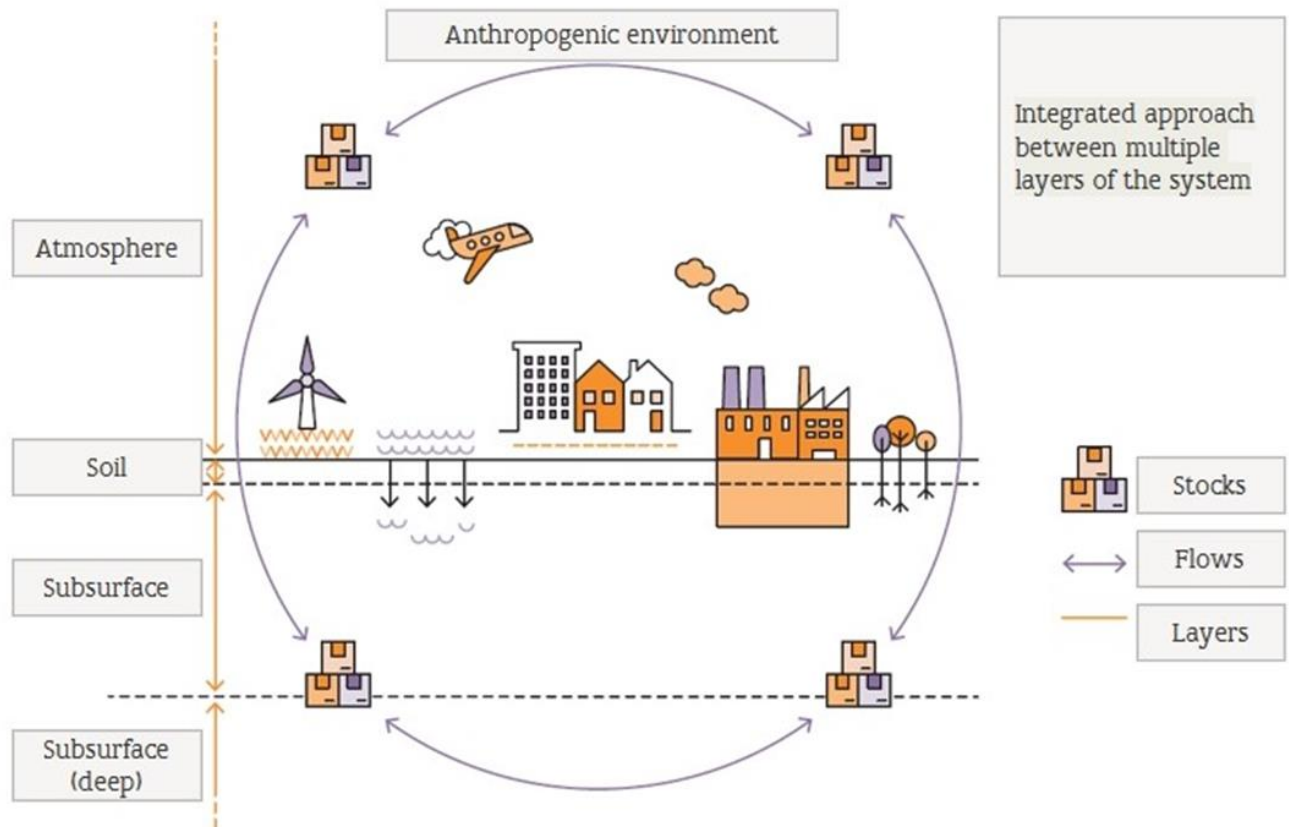 Anthropogenic environment
Integrated approach
between multiple
layers of the system
Atmosphere
Soil
Subsurface
Subsurface
(deep)
Stocks
Flows
Layers